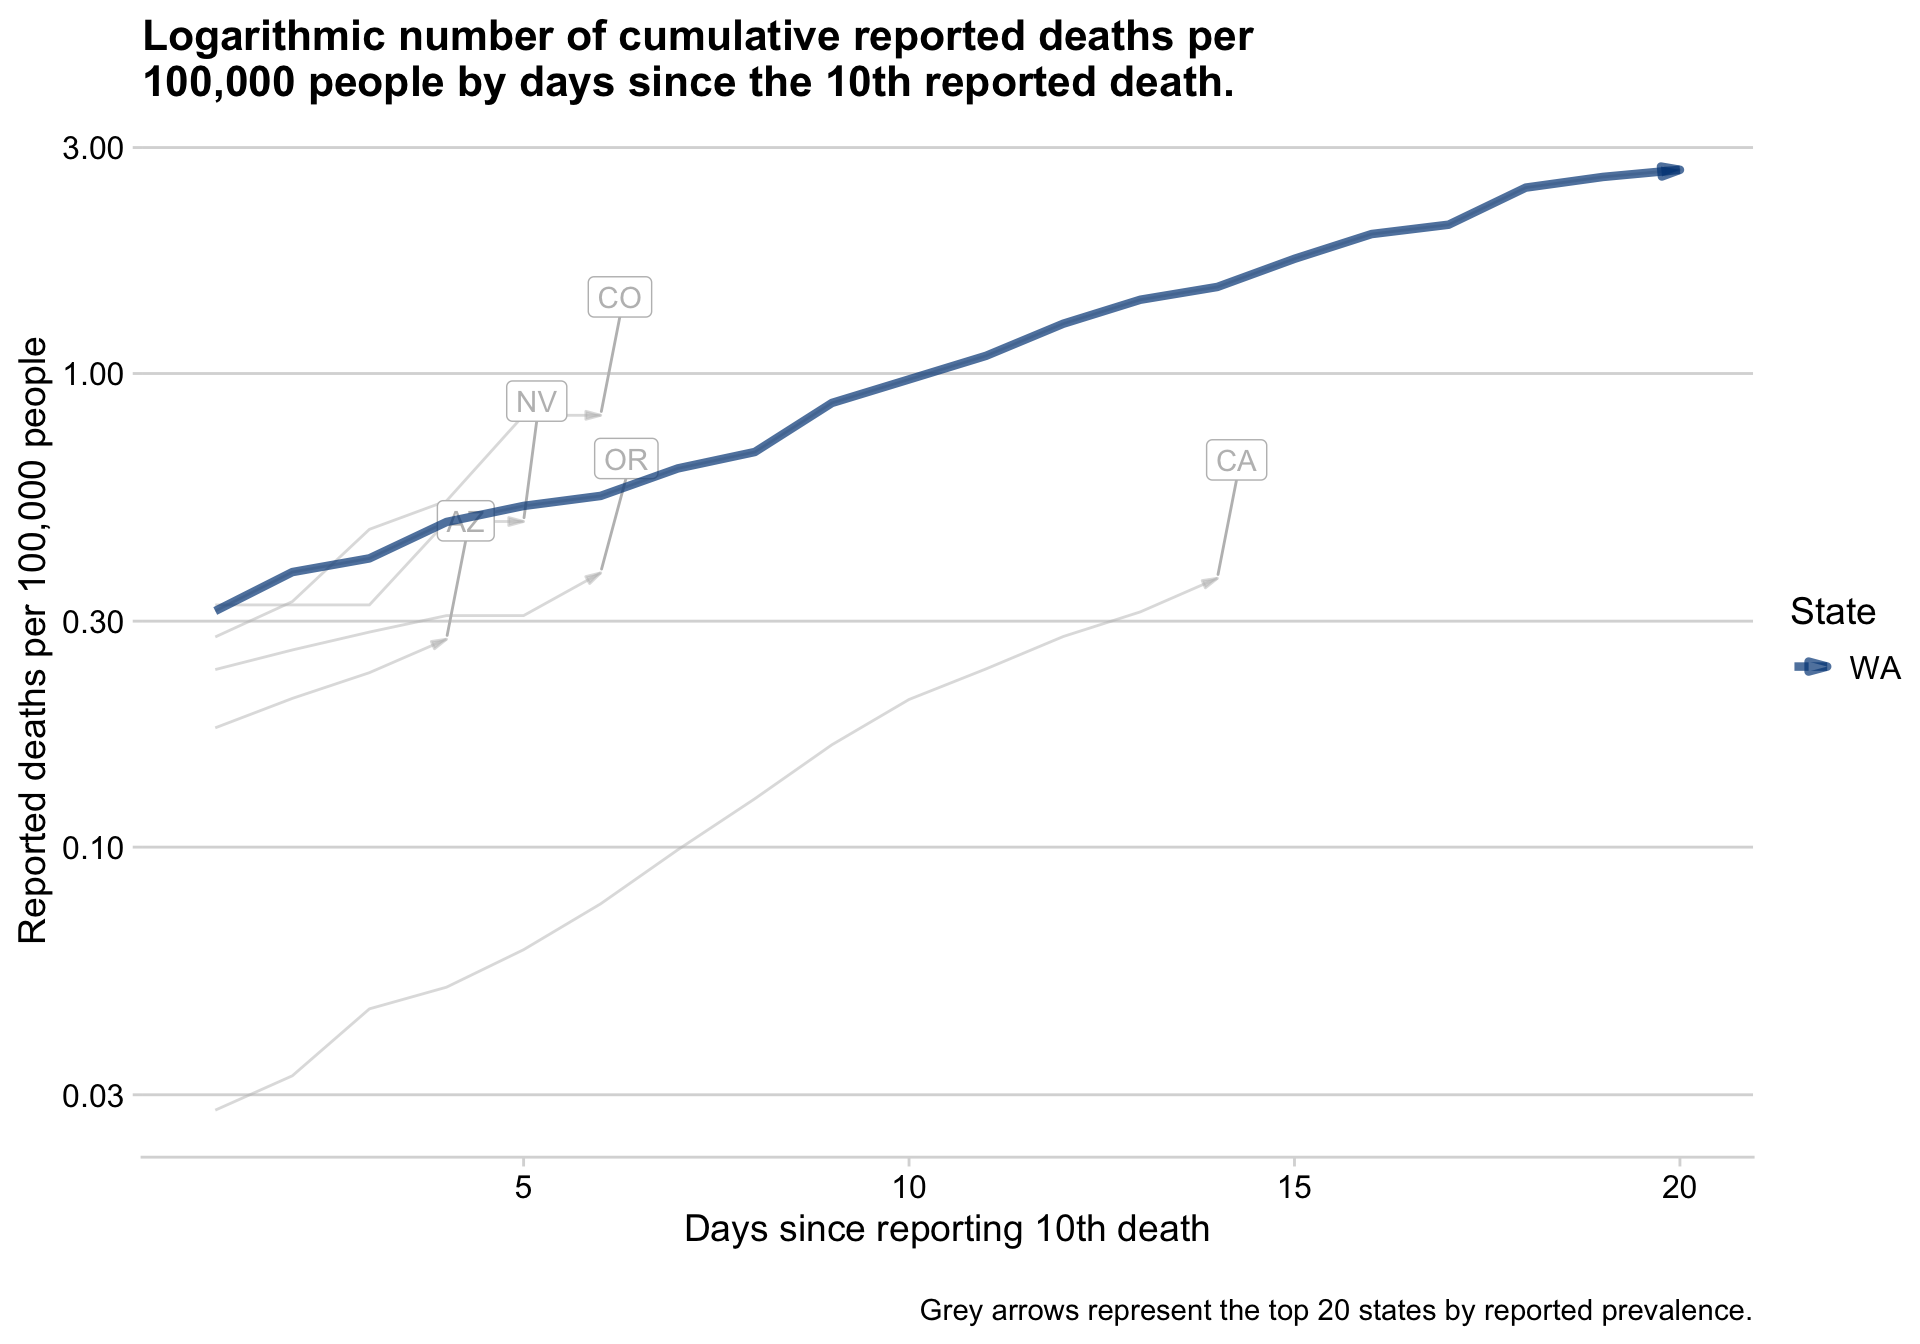 Logarithmic number of cumulative reported deaths per
100,000 people by days since the 10th reported death.
Reported deaths per 100,000 people
3.00
1.00
0.30
0.10
0.03
CO
NV
OR
AZ
CA
State
WA
5
10
15
20
Days since reporting 10th death
Grey arrows represent the top 20 states by reported prevalence.